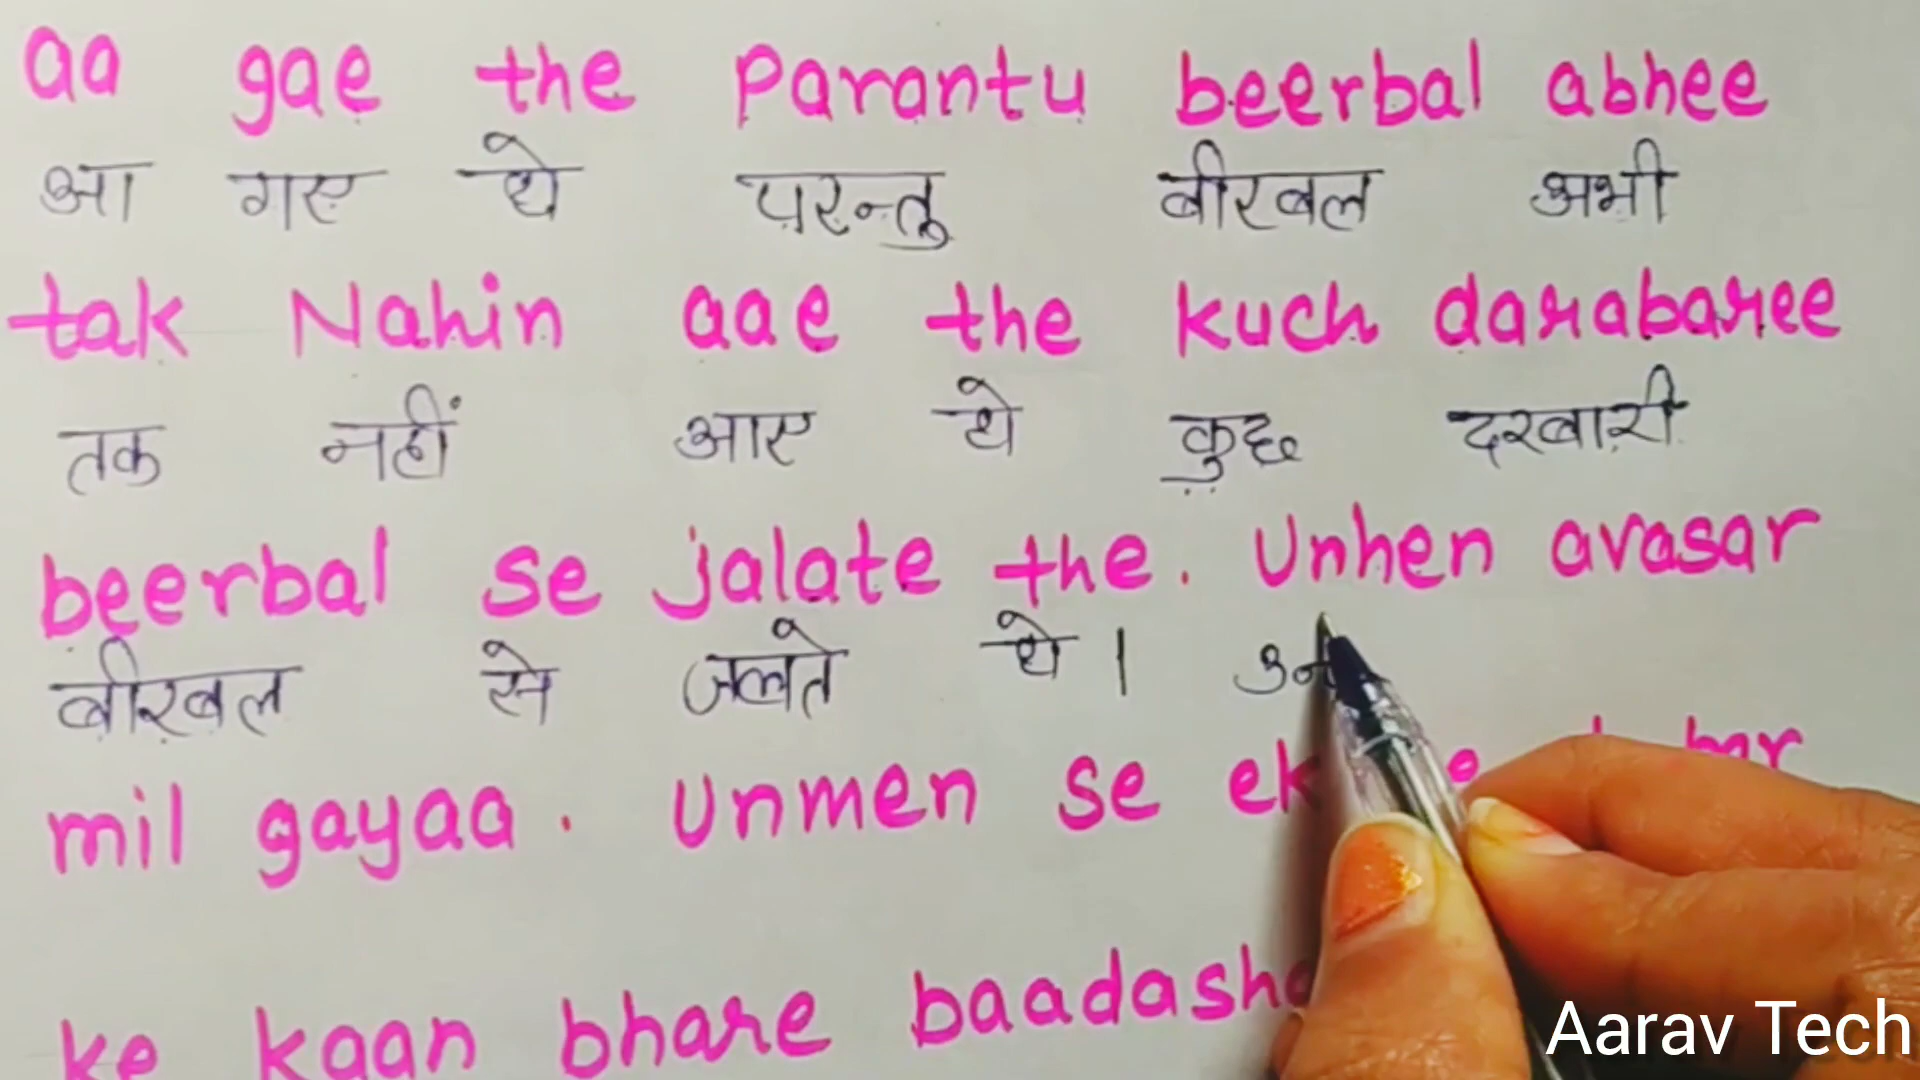 aa gae the Parantu beerbal abhee
आ गए थे परन्तु बीरबल अभी
tak Nahin aae the kuch darabaree
तक नहीं आए थे कुछ दरबारी
beerbal se jalate the. Unhen avasar
बीरबल से जलते थे। उन
mil gayaa. Unmen se ek
ke kaan bhare
Aarav Tech